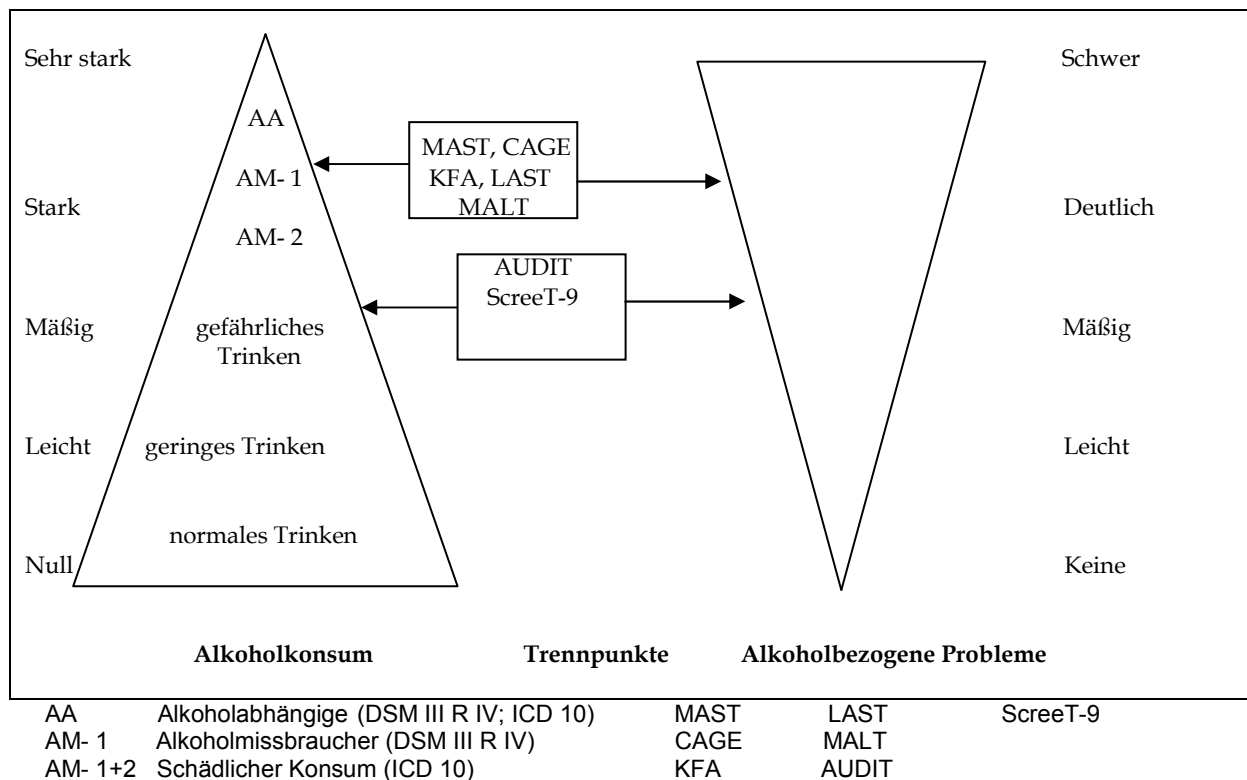 Sehr stark
Schwer
AA
MAST, CAGE
KFA, LAST
MALT
AM- 1
Stark
Deutlich
AM- 2
AUDIT
ScreeT-9
Mäßig
gefährliches
Trinken
Mäßig
Leicht
geringes Trinken
Leicht
normales Trinken
Null
Keine
Alkoholkonsum
Trennpunkte
Alkoholbezogene Probleme
AA Alkoholabhängige (DSM III R IV; ICD 10) MAST LAST ScreeT-9
AM- 1 Alkoholmissbraucher (DSM III R IV) CAGE MALT
AM- 1+2 Schädlicher Konsum (ICD 10) KFA AUDIT